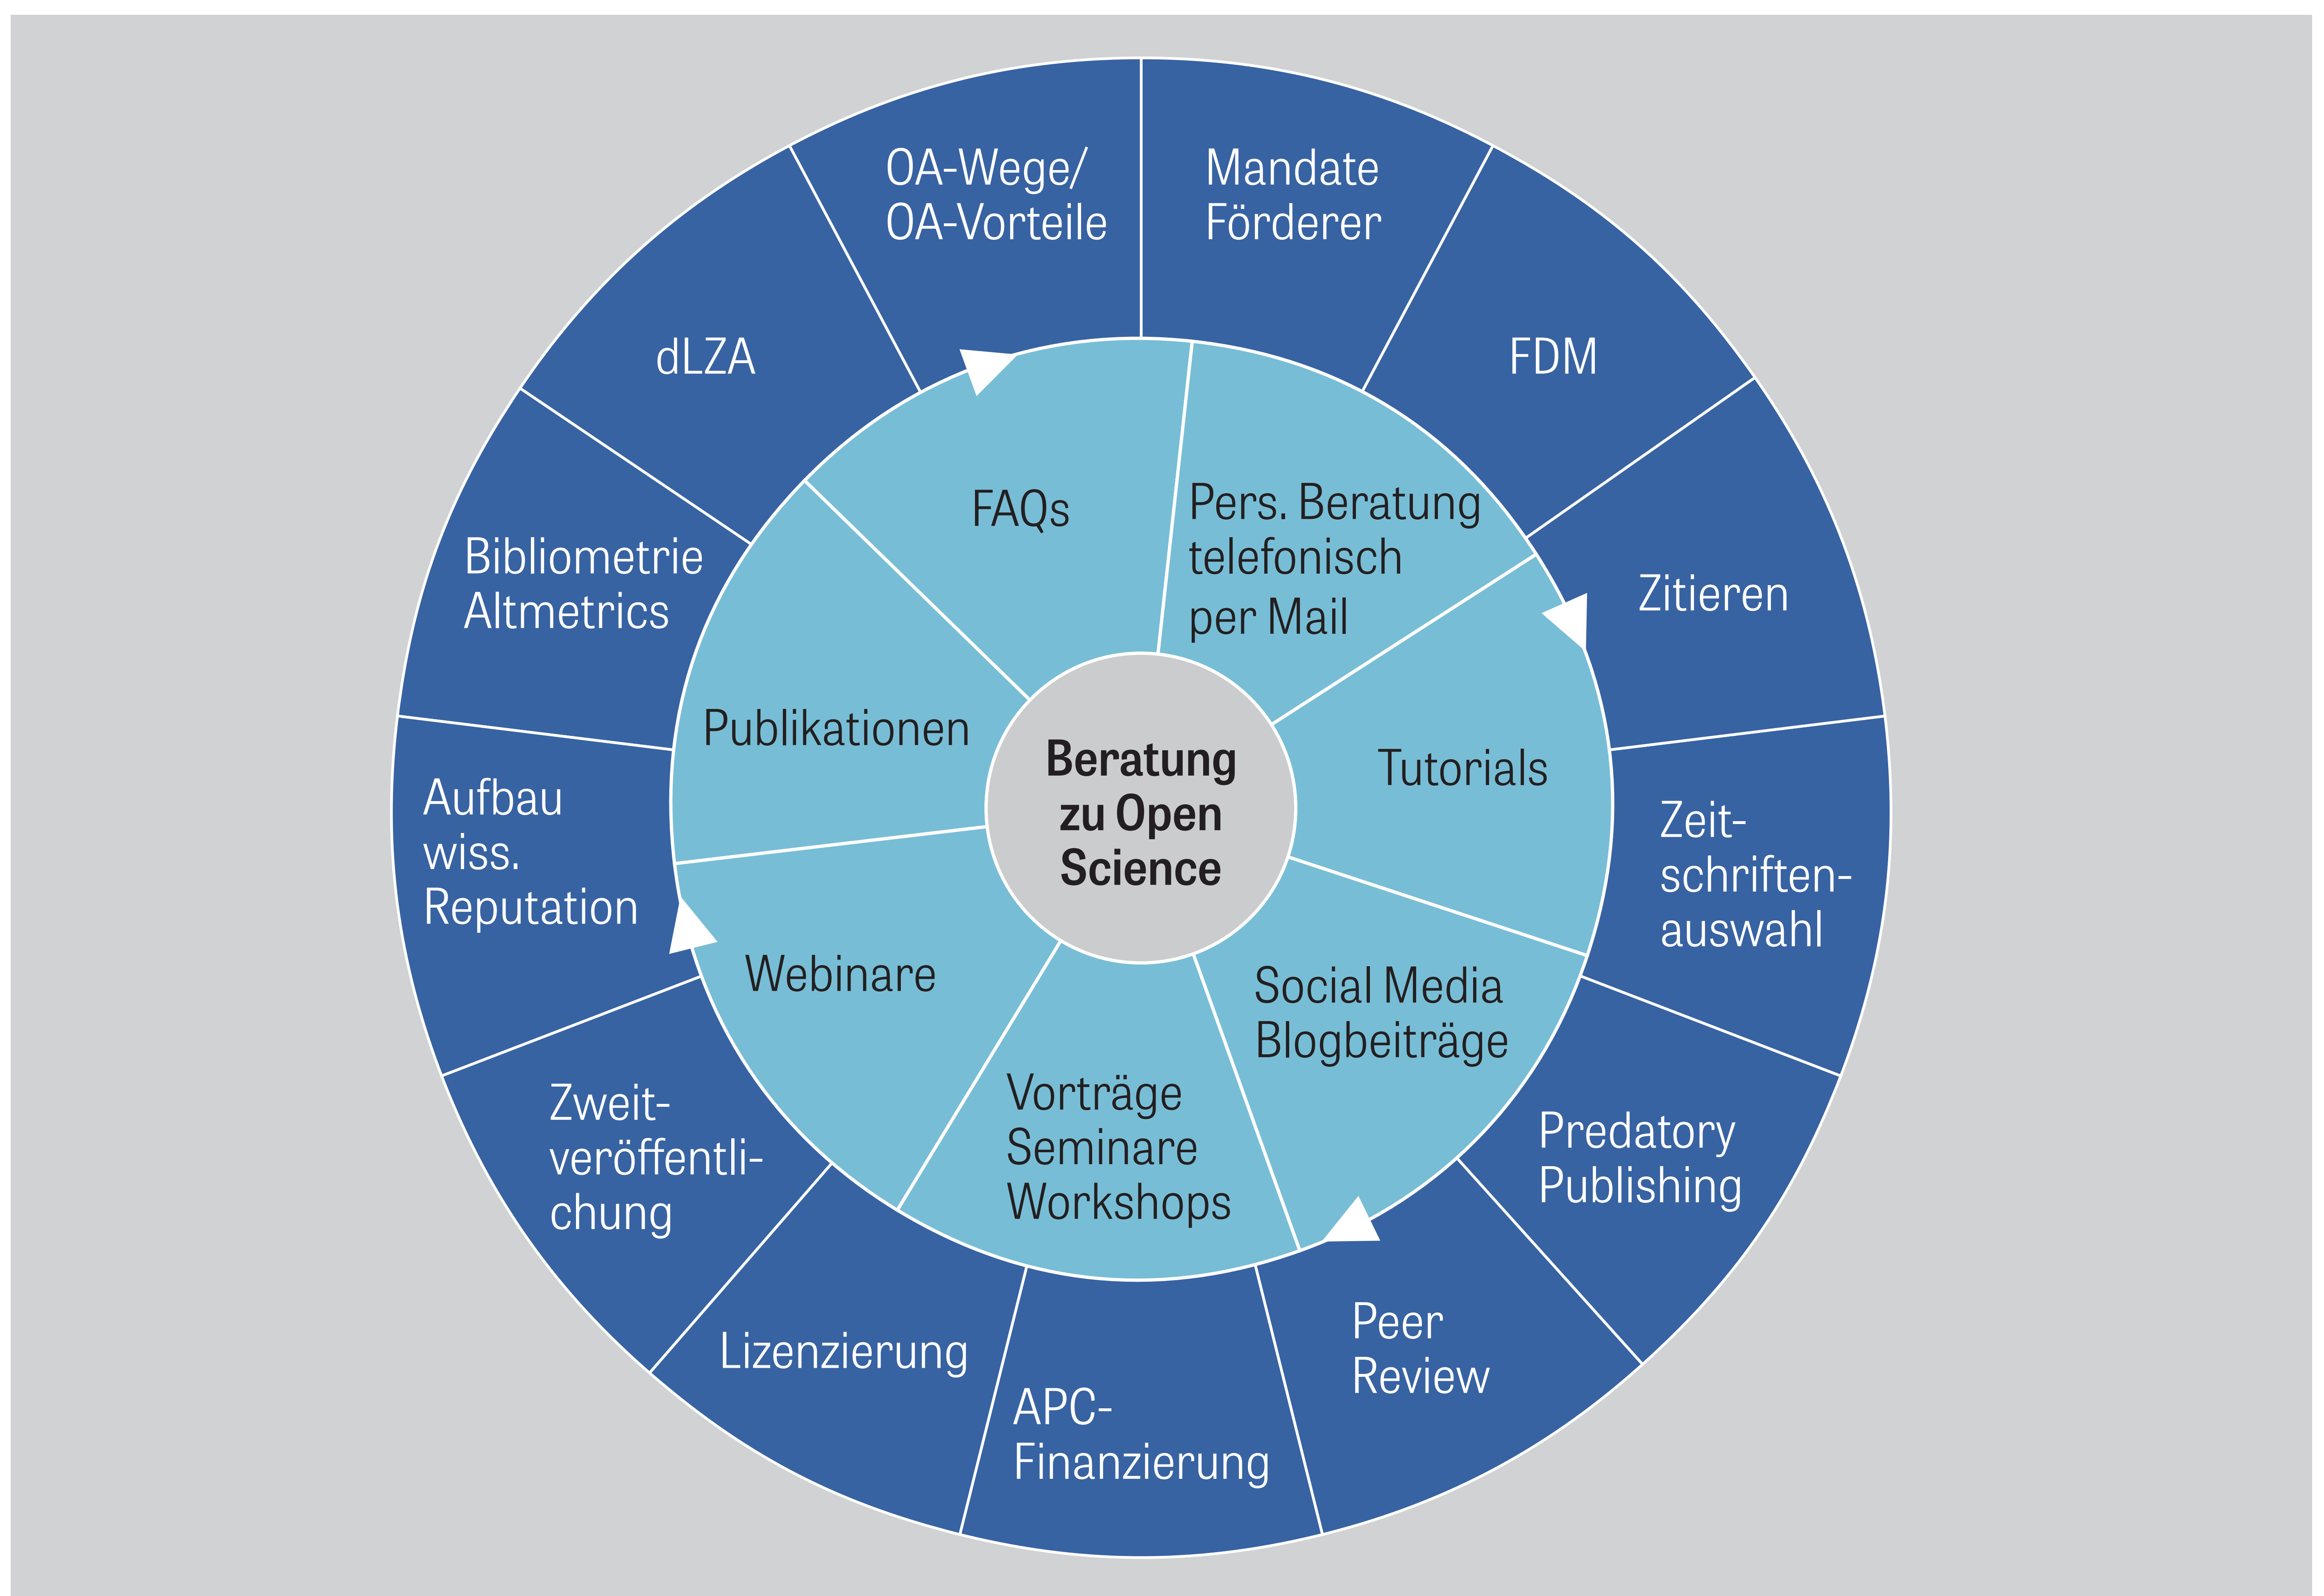 OA-Wege/
OA-Vorteile
Mandate
Förderer
FDM
Zitieren
Zeit-
schriften-
auswahl
Predatory
Publishing
Peer
Review
APC-
Finanzierung
Lizenzierung
Zweit-
veröffentli-
chung
Aufbau
wiss.
Reputation
Bibliometrie
Altmetrics
dLZA
FAQs
Pers. Beratung
telefonisch
per Mail
Tutorials
Social Media
Blogbeiträge
Vorträge
Seminare
Workshops
Webinare
Publikationen
Beratung
zu Open
Science